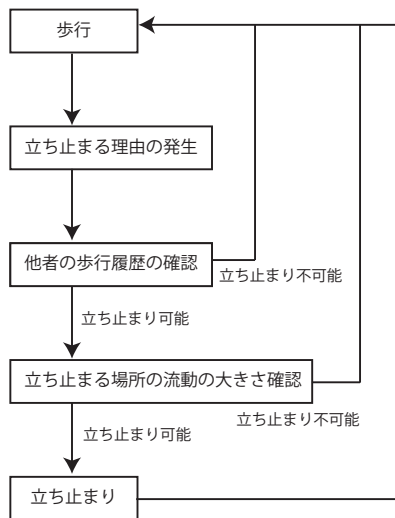 歩行
立ち止まる理由の発生
他者の歩行履歴の確認
立ち止まり不可能
立ち止まり可能
立ち止まる場所の流動の大きさ確認
立ち止まり不可能
立ち止まり可能
立ち止まり